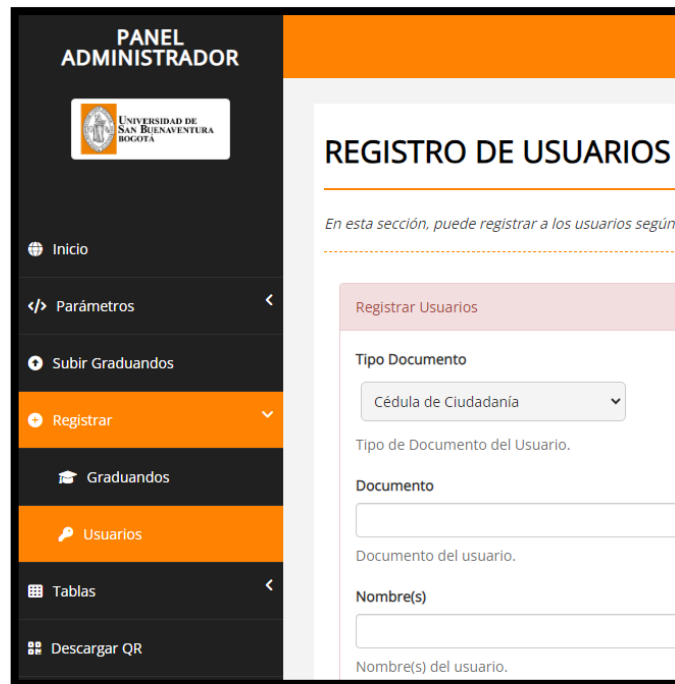 PANEL
ADMINISTRADOR
UNIVERSIDAD DE
SAN BUENAVENTURA
BOGOTÁ
Inicio
Parámetros
Subir Graduandos
Registrar
Graduandos
Usuarios
Tablas
Descargar QR
REGISTRO DE USUARIOS
En esta sección, puede registrar a los usuarios según
Registrar Usuarios
Tipo Documento
Cédula de Ciudadanía
Tipo de Documento del Usuario.
Documento
Documento del usuario.
Nombre(s)
Nombre(s) del usuario.